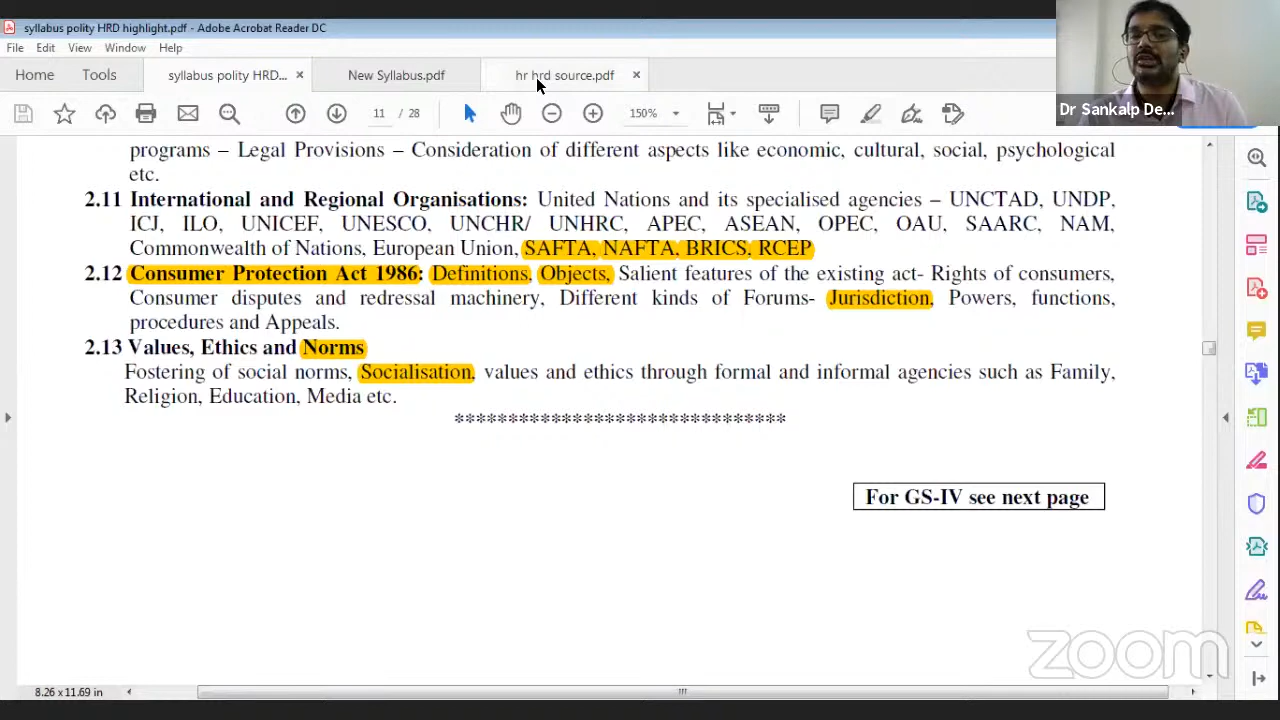 syllabus polity HRD highlight.pdf - Adobe Acrobat Reader DC
File Edit View Window Help
Home Tools syllabus polity HRD... × New Syllabus.pdf hr hrd source.pdf ×
11 / 28 150%
Dr Sankalp De...
programs – Legal Provisions – Consideration of different aspects like economic, cultural, social, psychological
etc.
2.11 International and Regional Organisations: United Nations and its specialised agencies – UNCTAD, UNDP,
ICJ, ILO, UNICEF, UNESCO, UNCHR/ UNHRC, APEC, ASEAN, OPEC, OAU, SAARC, NAM,
Commonwealth of Nations, European Union, SAFTA, NAFTA, BRICS, RCEP
2.12 Consumer Protection Act 1986: Definitions, Objects, Salient features of the existing act- Rights of consumers,
Consumer disputes and redressal machinery, Different kinds of Forums- Jurisdiction, Powers, functions,
procedures and Appeals.
2.13 Values, Ethics and Norms
Fostering of social norms, Socialisation, values and ethics through formal and informal agencies such as Family,
Religion, Education, Media etc.
******************************
For GS-IV see next page
zoom
8.26 x 11.69 in